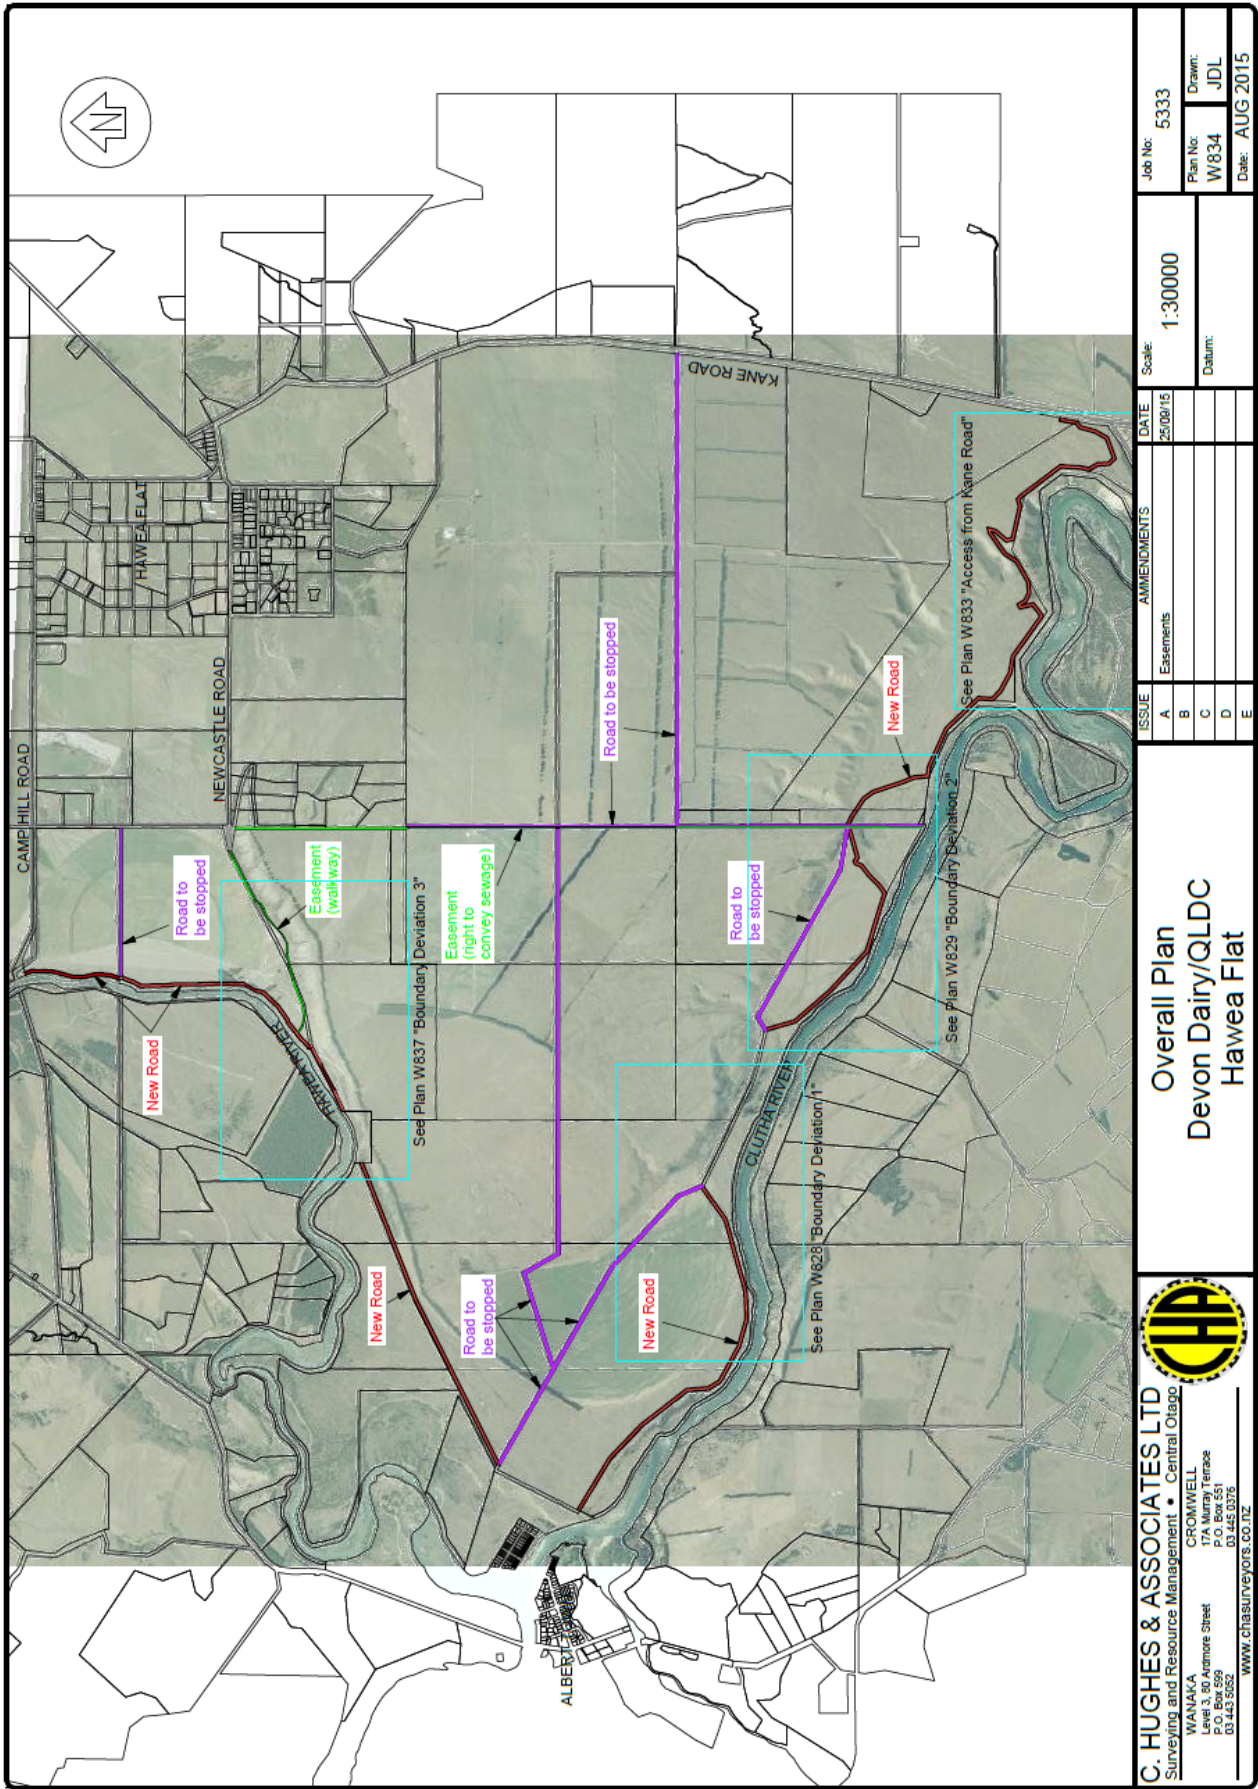 CAMP HILL ROAD
HAWEA FLAT
NEWCASTLE ROAD
KANE ROAD
New Road
Road to
be stopped
HAWEA RIVER
Easement
(walkway)
See Plan W837 "Boundary Deviation 3"
Easement
(right to
convey sewage)
Road to be stopped
New Road
Road to
be stopped
New Road
See Plan W828 "Boundary Deviation 1"
CLUTHA RIVER
Road to
be stopped
See Plan W829 "Boundary Deviation 2"
New Road
See Plan W833 "Access from Kane Road"
N
C. HUGHES & ASSOCIATES LTD
Surveying and Resource Management • Central Otago
WANAKA
Level 3, 80 Ardmore Street
P.O. Box 599
03 443 5052
CROMWELL
17A Murray Terrace
P.O. Box 551
03 445 0376
www.chasurveyors.co.nz
CHA
Overall Plan
Devon Dairy/QLDC
Hawea Flat
ISSUE AMMENDMENTS DATE
A Easements 25/09/15
B
C
D
E
Scale: 1:30000
Datum:
Job No: 5333
Plan No: W834
Drawn: JDL
Date: AUG 2015